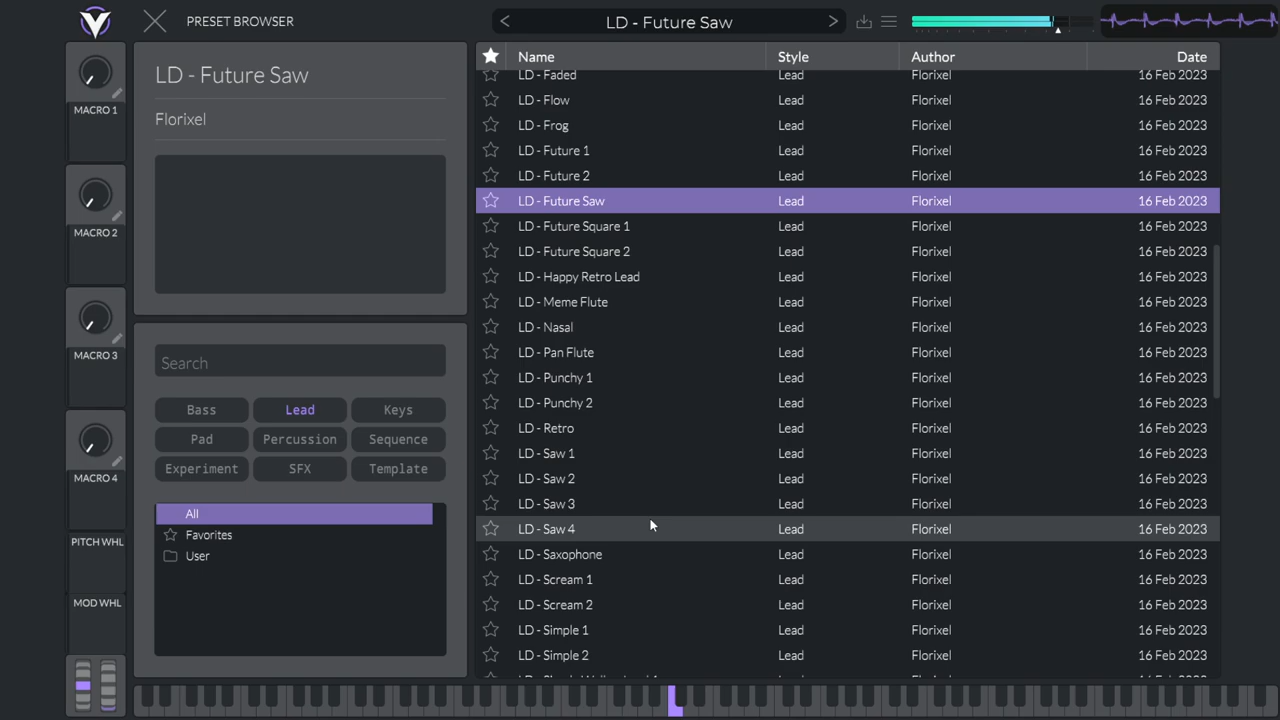 PRESET BROWSER
LD - Future Saw
MACRO 1
MACRO 2
MACRO 3
MACRO 4
PITCH WHL
MOD WHL
LD - Future Saw
Florixel
Search
Bass Lead Keys
Pad Percussion Sequence
Experiment SFX Template
All
Favorites
User
Name Style Author Date
LD - Faded Lead Florixel 16 Feb 2023
LD - Flow Lead Florixel 16 Feb 2023
LD - Frog Lead Florixel 16 Feb 2023
LD - Future 1 Lead Florixel 16 Feb 2023
LD - Future 2 Lead Florixel 16 Feb 2023
LD - Future Saw Lead Florixel 16 Feb 2023
LD - Future Square 1 Lead Florixel 16 Feb 2023
LD - Future Square 2 Lead Florixel 16 Feb 2023
LD - Happy Retro Lead Lead Florixel 16 Feb 2023
LD - Meme Flute Lead Florixel 16 Feb 2023
LD - Nasal Lead Florixel 16 Feb 2023
LD - Pan Flute Lead Florixel 16 Feb 2023
LD - Punchy 1 Lead Florixel 16 Feb 2023
LD - Punchy 2 Lead Florixel 16 Feb 2023
LD - Retro Lead Florixel 16 Feb 2023
LD - Saw 1 Lead Florixel 16 Feb 2023
LD - Saw 2 Lead Florixel 16 Feb 2023
LD - Saw 3 Lead Florixel 16 Feb 2023
LD - Saw 4 Lead Florixel 16 Feb 2023
LD - Saxophone Lead Florixel 16 Feb 2023
LD - Scream 1 Lead Florixel 16 Feb 2023
LD - Scream 2 Lead Florixel 16 Feb 2023
LD - Simple 1 Lead Florixel 16 Feb 2023
LD - Simple 2 Lead Florixel 16 Feb 2023